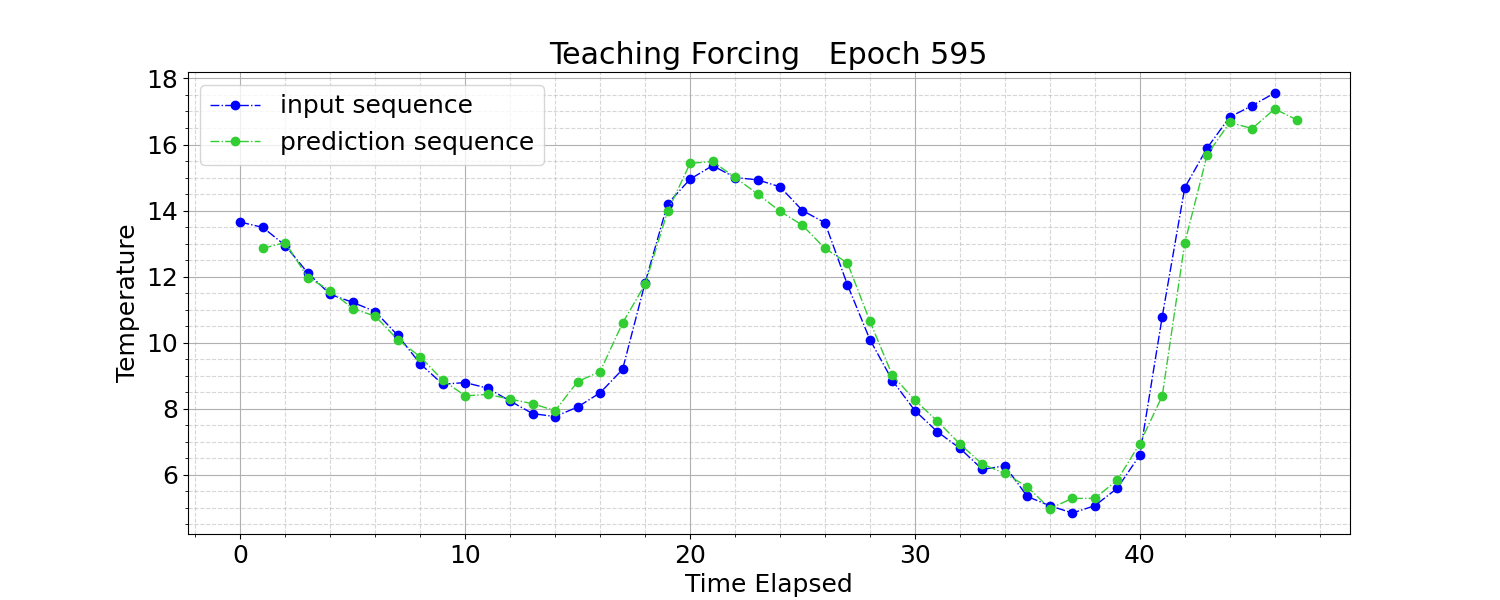 Teaching Forcing   Epoch 595
input sequence
prediction sequence
Temperature
18
16
14
12
10
8
6
0 10 20 30 40
Time Elapsed